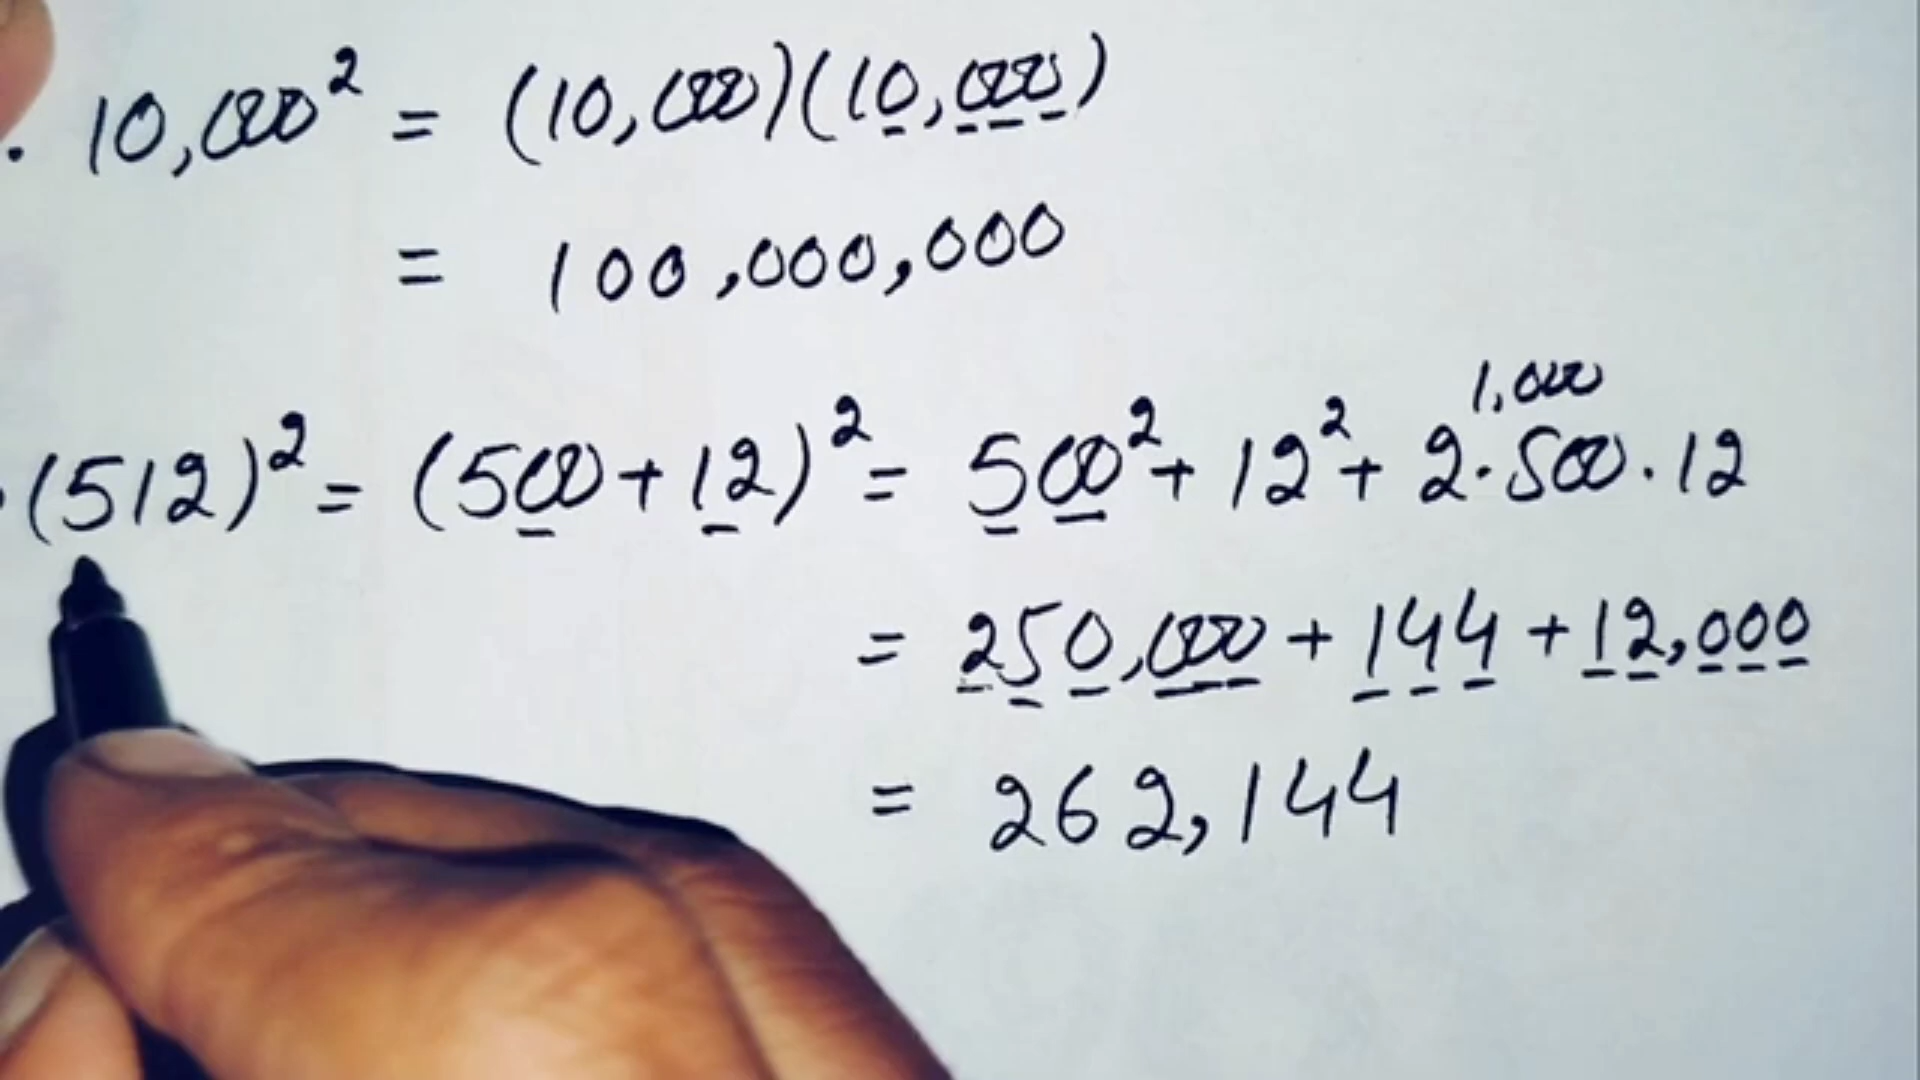 . 10,000² = (10,000)(10,000)
= 100,000,000
1,000
. (512)² = (500 + 12)² = 500² + 12² + 2·500·12
= 250,000 + 144 + 12,000
= 262,144